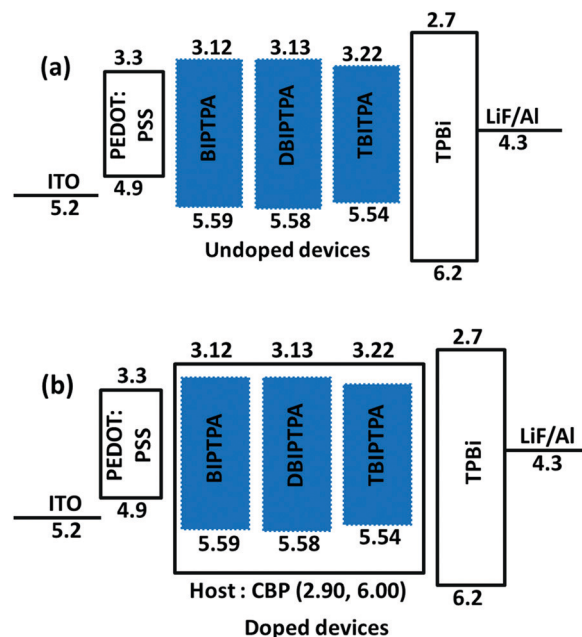 (a)
3.3
3.12
3.13
3.22
2.7
PEDOT:
PSS
BIPTPA
DBIPTPA
TBITPA
TPBi
LiF/Al
4.3
ITO
5.2
4.9
5.59
5.58
5.54
6.2
Undoped devices
(b)
3.3
3.12
3.13
3.22
2.7
PEDOT:
PSS
BIPTPA
DBIPTPA
TBIPTPA
TPBi
LiF/Al
4.3
ITO
5.2
4.9
5.59
5.58
5.54
6.2
Host : CBP (2.90, 6.00)
Doped devices